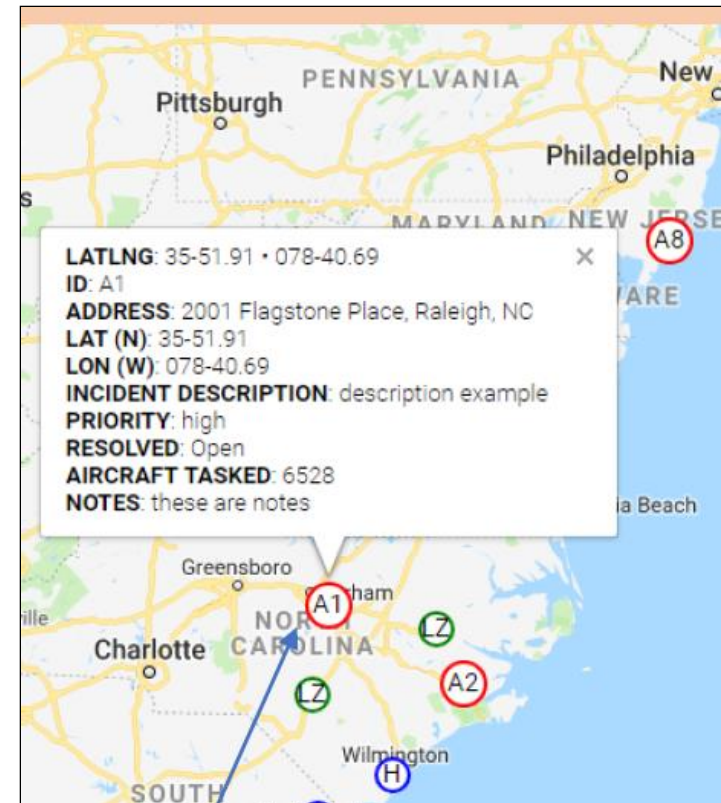 PENNSYLVANIA
New
Pittsburgh
Philadelphia
s
MARYLAND
NEW JERSE
A8
WARE
LATLNG: 35-51.91 • 078-40.69
ID: A1
ADDRESS: 2001 Flagstone Place, Raleigh, NC
LAT (N): 35-51.91
LON (W): 078-40.69
INCIDENT DESCRIPTION: description example
PRIORITY: high
RESOLVED: Open
AIRCRAFT TASKED: 6528
NOTES: these are notes
ia Beach
Greensboro
rham
A1
ville
LZ
Charlotte
CAROLINA
A2
LZ
Wilmington
H
SOUTH